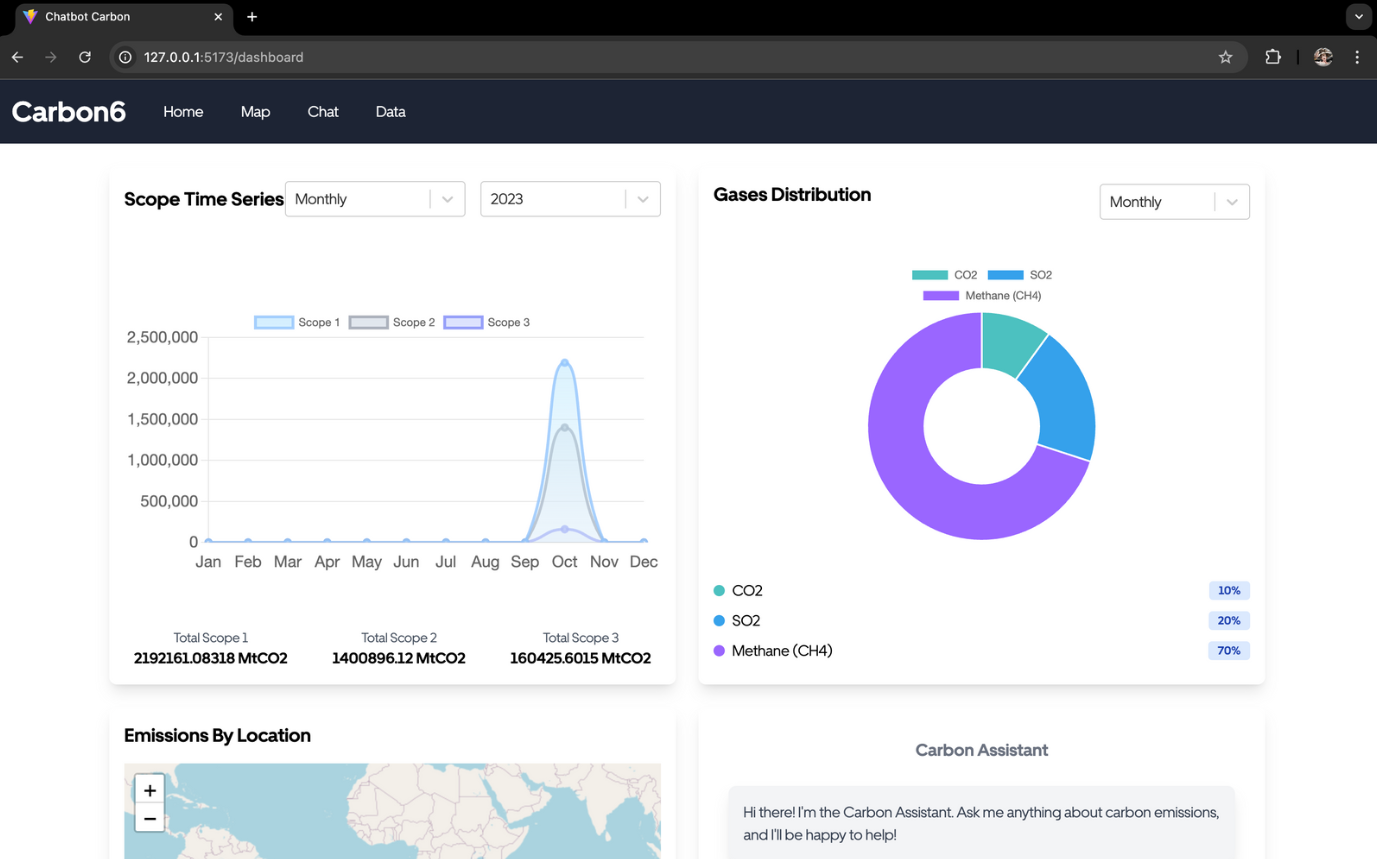 Chatbot Carbon
127.0.0.1:5173/dashboard
Carbon6 Home Map Chat Data
Scope Time Series Monthly 2023
Scope 1 Scope 2 Scope 3
2,500,000
2,000,000
1,500,000
1,000,000
500,000
0
Jan Feb Mar Apr May Jun Jul Aug Sep Oct Nov Dec
Total Scope 1 Total Scope 2 Total Scope 3
2192161.08318 MtCO2 1400896.12 MtCO2 160425.6015 MtCO2
Gases Distribution Monthly
CO2 SO2
Methane (CH4)
CO2 10%
SO2 20%
Methane (CH4) 70%
Emissions By Location
+
−
Carbon Assistant
Hi there! I'm the Carbon Assistant. Ask me anything about carbon emissions,
and I'll be happy to help!